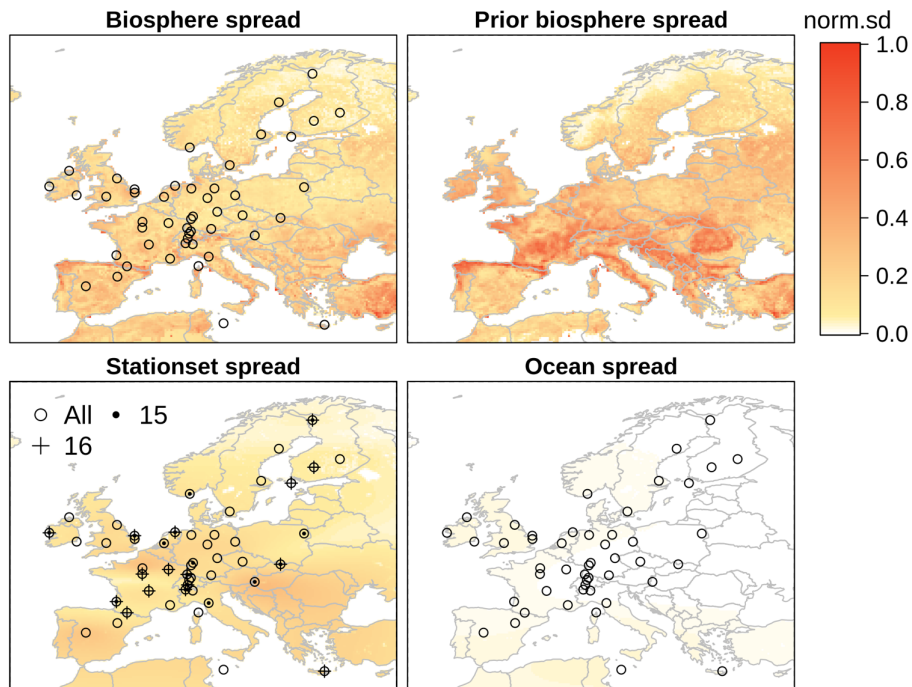 Biosphere spread
Prior biosphere spread
norm.sd
1.0
0.8
0.6
0.4
0.2
0.0
Stationset spread
Ocean spread
All 15
16